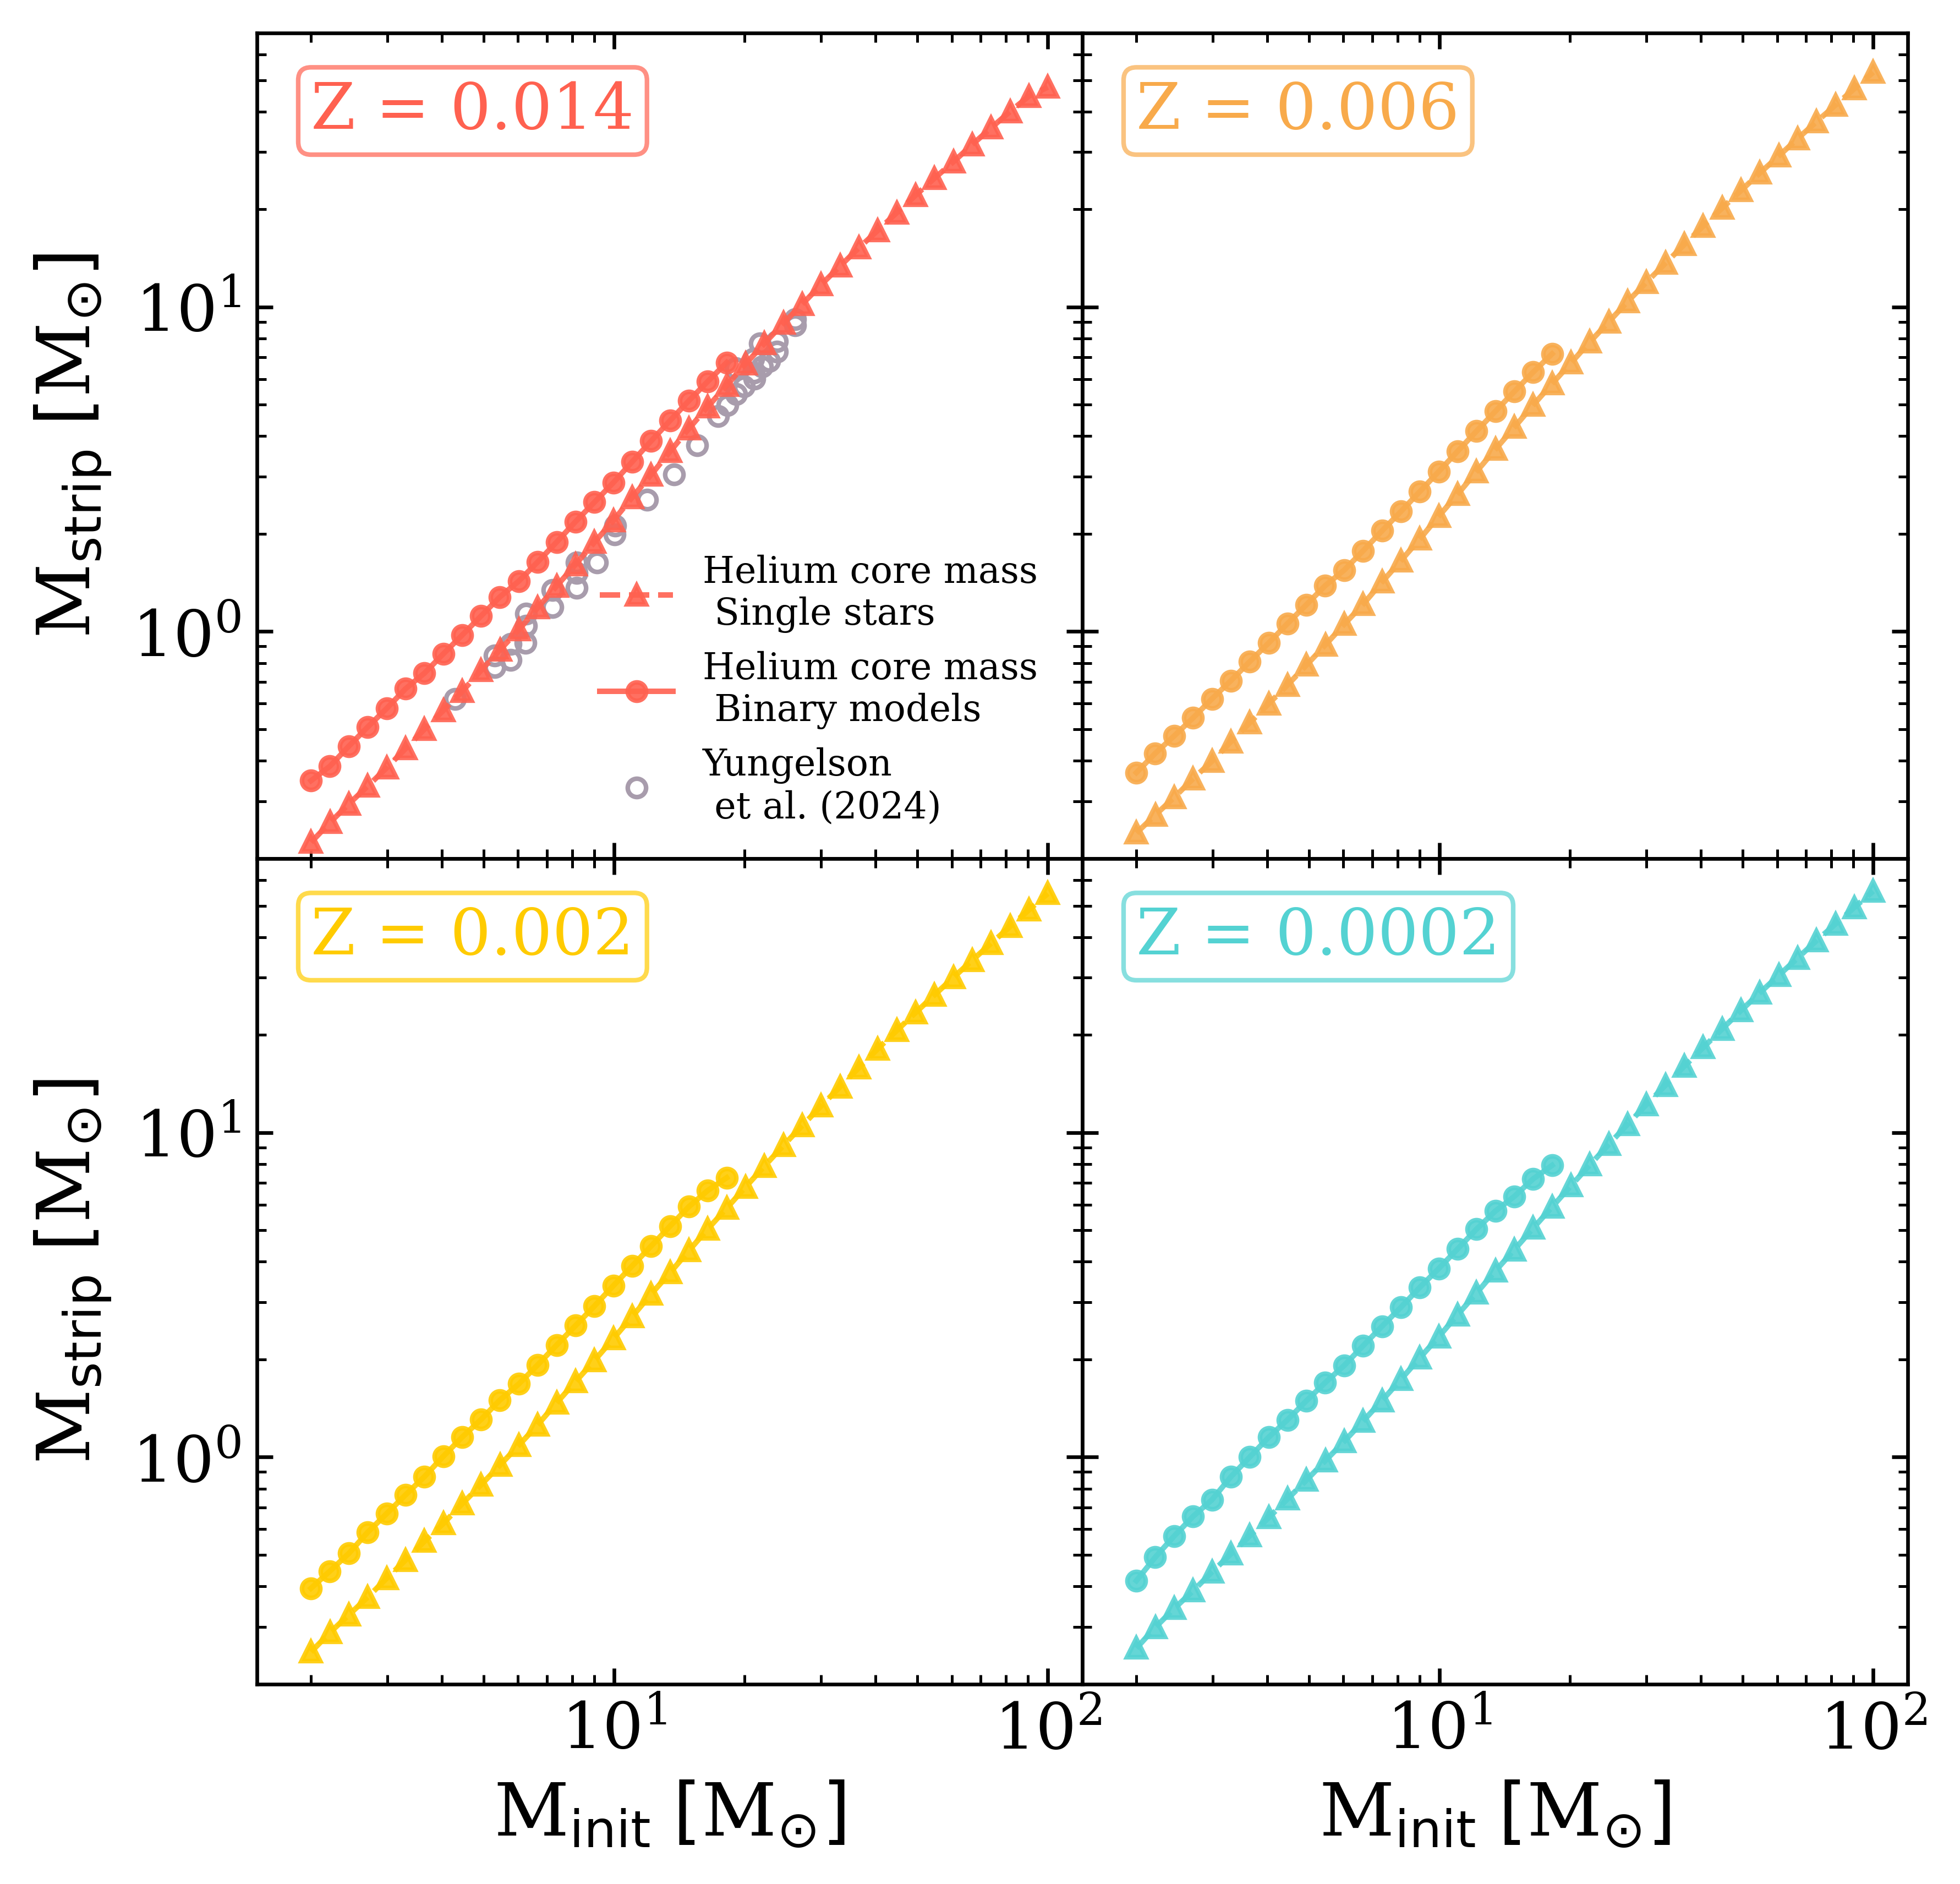 Z = 0.014
Z = 0.006
M_strip [M_⊙]
10^1
10^0
Helium core mass
Single stars
Helium core mass
Binary models
Yungelson
et al. (2024)
Z = 0.002
Z = 0.0002
M_strip [M_⊙]
10^1
10^0
10^1 10^2 10^1 10^2
M_init [M_⊙] M_init [M_⊙]